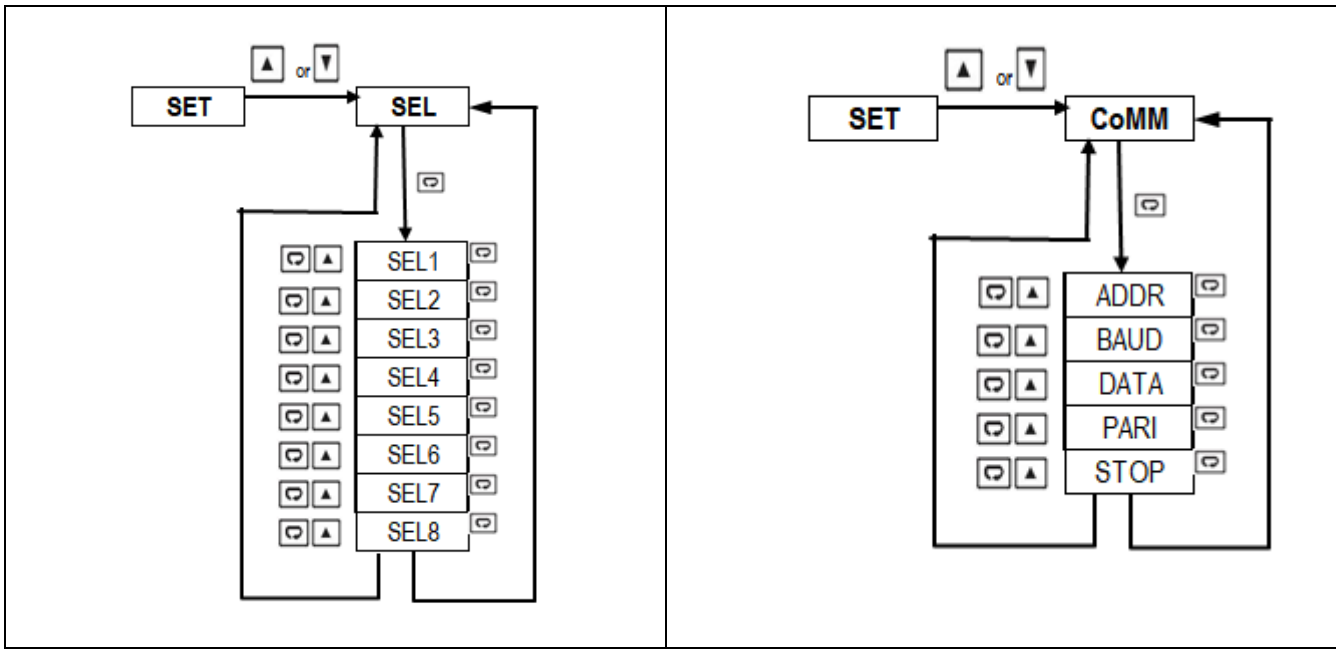 or
SET
SEL
SEL1
SEL2
SEL3
SEL4
SEL5
SEL6
SEL7
SEL8
or
SET
CoMM
ADDR
BAUD
DATA
PARI
STOP